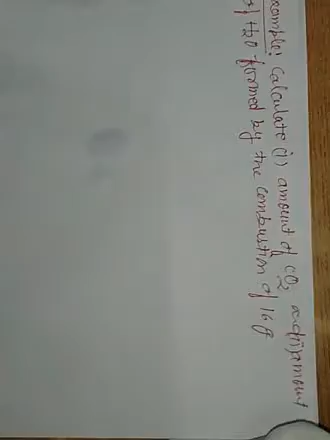 Example: Calculate (i) amount of CO2 and (ii) amount
of H2O formed by the combustion of 16 g